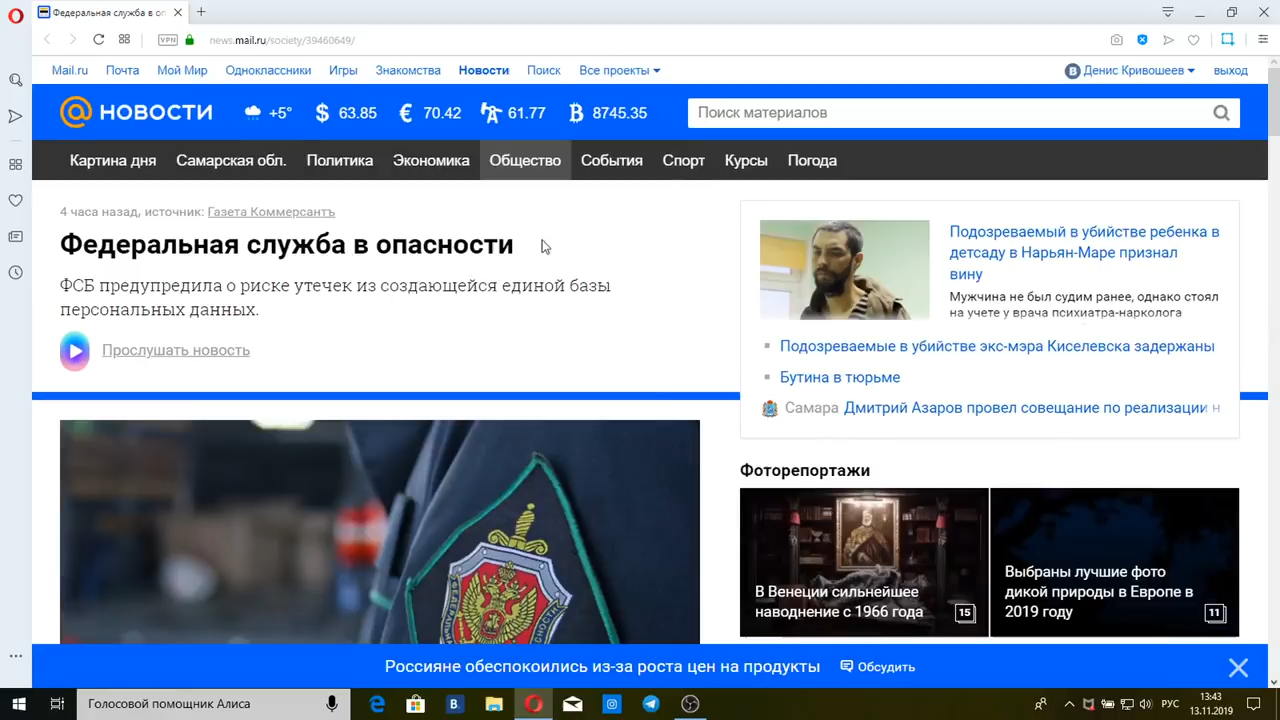 Федеральная служба в оп
news.mail.ru/society/39460649/
VPN
Mail.ru Почта Мой Мир Одноклассники Игры Знакомства Новости Поиск Все проекты
Денис Кривошеев выход
НОВОСТИ +5° $ 63.85 € 70.42 61.77 8745.35
Поиск материалов
Картина дня Самарская обл. Политика Экономика Общество События Спорт Курсы Погода
4 часа назад, источник: Газета Коммерсантъ
Федеральная служба в опасности
ФСБ предупредила о риске утечек из создающейся единой базы
персональных данных.
Прослушать новость
Подозреваемый в убийстве ребенка в
детсаду в Нарьян-Маре признал
вину
Мужчина не был судим ранее, однако стоял
на учете у врача психиатра-нарколога
Подозреваемые в убийстве экс-мэра Киселевска задержаны
Бутина в тюрьме
Самара Дмитрий Азаров провел совещание по реализации н
Фоторепортажи
В Венеции сильнейшее
наводнение с 1966 года
15
Выбраны лучшие фото
дикой природы в Европе в
2019 году
11
Россияне обеспокоились из-за роста цен на продукты Обсудить
Голосовой помощник Алиса
РУС
13:43
13.11.2019